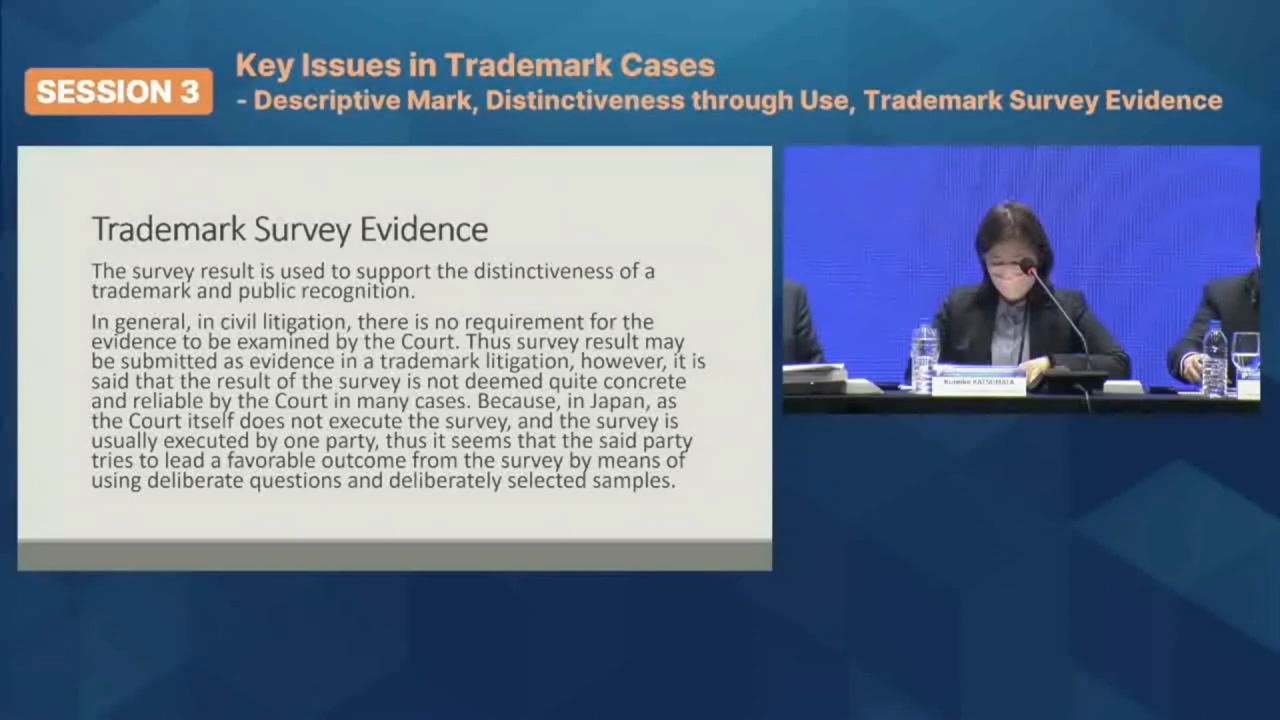 SESSION 3
Key Issues in Trademark Cases
- Descriptive Mark, Distinctiveness through Use, Trademark Survey Evidence
Trademark Survey Evidence
The survey result is used to support the distinctiveness of a
trademark and public recognition.
In general, in civil litigation, there is no requirement for the
evidence to be examined by the Court. Thus survey result may
be submitted as evidence in a trademark litigation, however, it is
said that the result of the survey is not deemed quite concrete
and reliable by the Court in many cases. Because, in Japan, as
the Court itself does not execute the survey, and the survey is
usually executed by one party, thus it seems that the said party
tries to lead a favorable outcome from the survey by means of
using deliberate questions and deliberately selected samples.
Kumiko KATSUMATA